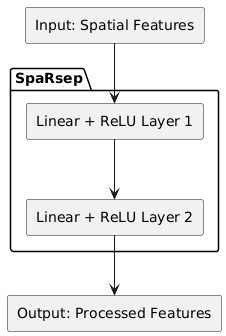 Input: Spatial Features
SpaRsep
Linear + ReLU Layer 1
Linear + ReLU Layer 2
Output: Processed Features